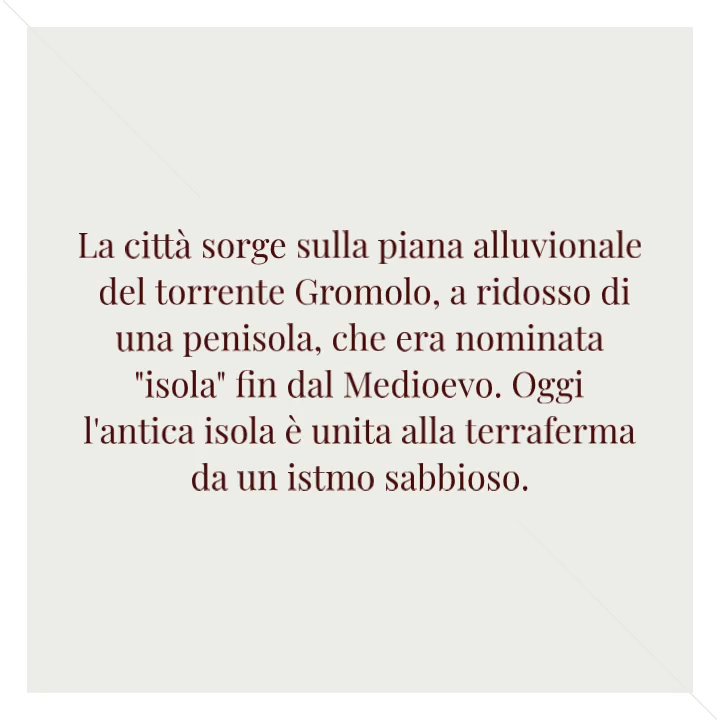 La città sorge sulla piana alluvionale
del torrente Gromolo, a ridosso di
una penisola, che era nominata
"isola" fin dal Medioevo. Oggi
l'antica isola è unita alla terraferma
da un istmo sabbioso.